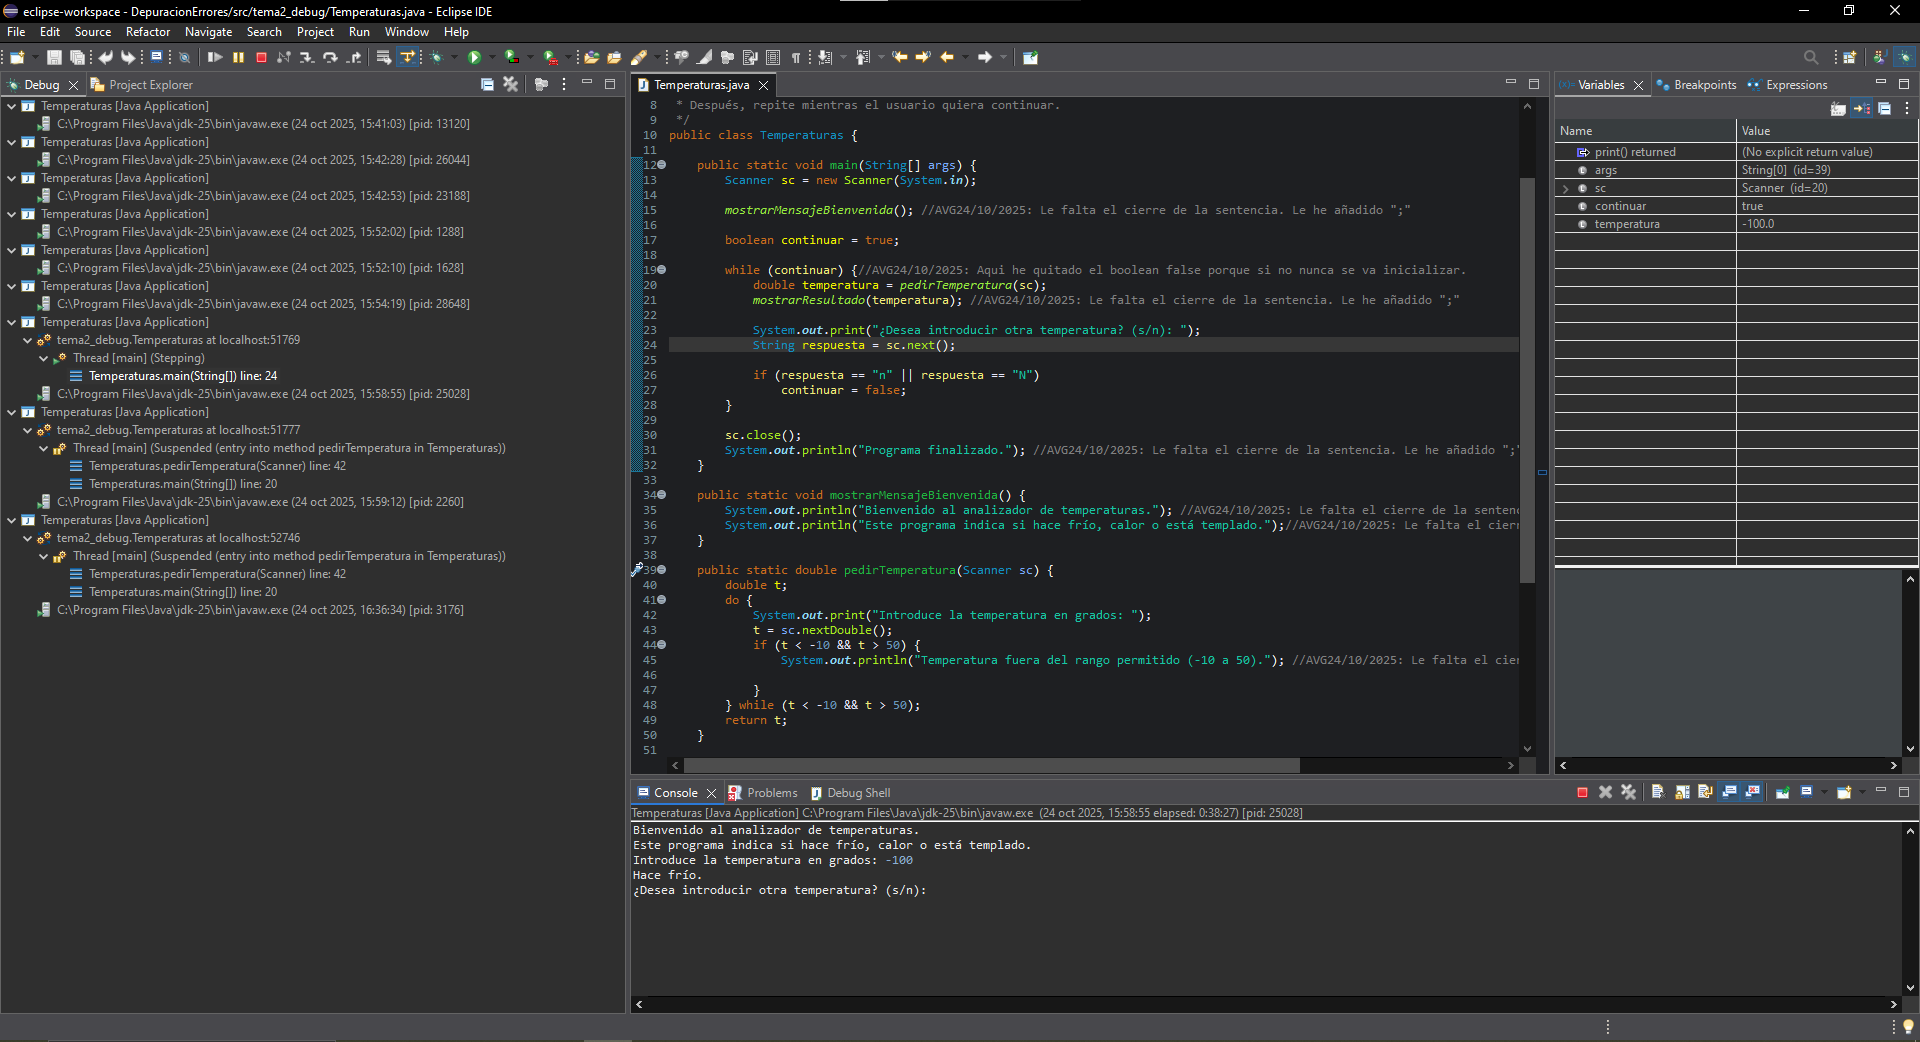 eclipse-workspace - DepuracionErrores/src/tema2_debug/Temperaturas.java - Eclipse IDE
File Edit Source Refactor Navigate Search Project Run Window Help
Debug Project Explorer
Temperaturas [Java Application]
C:\Program Files\Java\jdk-25\bin\javaw.exe (24 oct 2025, 15:41:03) [pid: 13120]
Temperaturas [Java Application]
C:\Program Files\Java\jdk-25\bin\javaw.exe (24 oct 2025, 15:42:28) [pid: 26044]
Temperaturas [Java Application]
C:\Program Files\Java\jdk-25\bin\javaw.exe (24 oct 2025, 15:42:53) [pid: 23188]
Temperaturas [Java Application]
C:\Program Files\Java\jdk-25\bin\javaw.exe (24 oct 2025, 15:52:02) [pid: 1288]
Temperaturas [Java Application]
C:\Program Files\Java\jdk-25\bin\javaw.exe (24 oct 2025, 15:52:10) [pid: 1628]
Temperaturas [Java Application]
C:\Program Files\Java\jdk-25\bin\javaw.exe (24 oct 2025, 15:54:19) [pid: 28648]
Temperaturas [Java Application]
tema2_debug.Temperaturas at localhost:51769
Thread [main] (Stepping)
Temperaturas.main(String[]) line: 24
C:\Program Files\Java\jdk-25\bin\javaw.exe (24 oct 2025, 15:58:55) [pid: 25028]
Temperaturas [Java Application]
tema2_debug.Temperaturas at localhost:51777
Thread [main] (Suspended (entry into method pedirTemperatura in Temperaturas))
Temperaturas.pedirTemperatura(Scanner) line: 42
Temperaturas.main(String[]) line: 20
C:\Program Files\Java\jdk-25\bin\javaw.exe (24 oct 2025, 15:59:12) [pid: 2260]
Temperaturas [Java Application]
tema2_debug.Temperaturas at localhost:52746
Thread [main] (Suspended (entry into method pedirTemperatura in Temperaturas))
Temperaturas.pedirTemperatura(Scanner) line: 42
Temperaturas.main(String[]) line: 20
C:\Program Files\Java\jdk-25\bin\javaw.exe (24 oct 2025, 16:36:34) [pid: 3176]
Temperaturas.java
8 * Después, repite mientras el usuario quiera continuar.
9 */
10 public class Temperaturas {
11
12 public static void main(String[] args) {
13 Scanner sc = new Scanner(System.in);
14
15 mostrarMensajeBienvenida(); //AVG24/10/2025: Le falta el cierre de la sentencia. Le he añadido ";"
16
17 boolean continuar = true;
18
19 while (continuar) {//AVG24/10/2025: Aqui he quitado el boolean false porque si no nunca se va inicializar.
20 double temperatura = pedirTemperatura(sc);
21 mostrarResultado(temperatura); //AVG24/10/2025: Le falta el cierre de la sentencia. Le he añadido ";"
22
23 System.out.print("¿Desea introducir otra temperatura? (s/n): ");
24 String respuesta = sc.next();
25
26 if (respuesta == "n" || respuesta == "N")
27 continuar = false;
28 }
29
30 sc.close();
31 System.out.println("Programa finalizado."); //AVG24/10/2025: Le falta el cierre de la sentencia. Le he añadido ";"
32 }
33
34 public static void mostrarMensajeBienvenida() {
35 System.out.println("Bienvenido al analizador de temperaturas."); //AVG24/10/2025: Le falta el cierre de la senten
36 System.out.println("Este programa indica si hace frío, calor o está templado.");//AVG24/10/2025: Le falta el cier
37 }
38
39 public static double pedirTemperatura(Scanner sc) {
40 double t;
41 do {
42 System.out.print("Introduce la temperatura en grados: ");
43 t = sc.nextDouble();
44 if (t < -10 && t > 50) {
45 System.out.println("Temperatura fuera del rango permitido (-10 a 50)."); //AVG24/10/2025: Le falta el cier
46
47 }
48 } while (t < -10 && t > 50);
49 return t;
50 }
51
Variables Breakpoints Expressions
Name Value
print() returned (No explicit return value)
args String[0] (id=39)
sc Scanner (id=20)
continuar true
temperatura -100.0
Console Problems Debug Shell
Temperaturas [Java Application] C:\Program Files\Java\jdk-25\bin\javaw.exe (24 oct 2025, 15:58:55 elapsed: 0:38:27) [pid: 25028]
Bienvenido al analizador de temperaturas.
Este programa indica si hace frío, calor o está templado.
Introduce la temperatura en grados: -100
Hace frío.
¿Desea introducir otra temperatura? (s/n):